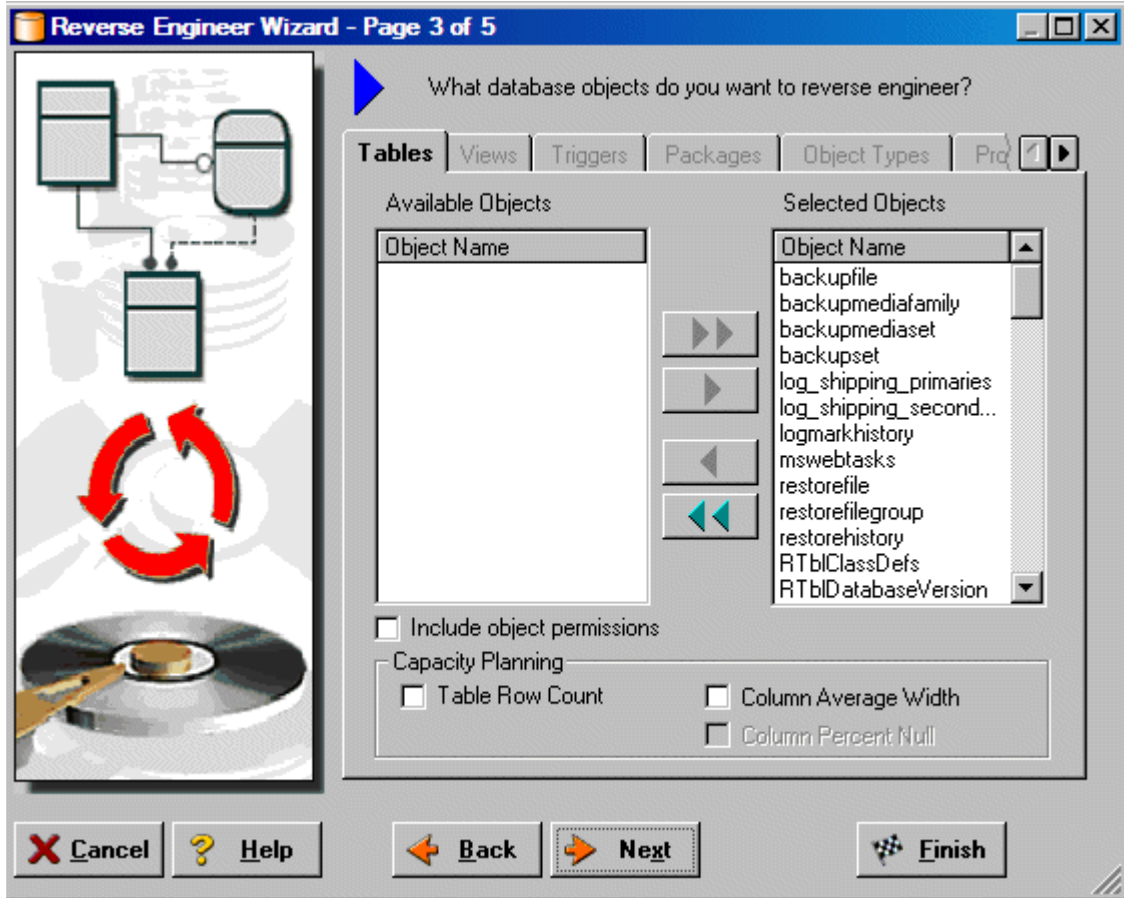 Reverse Engineer Wizard - Page 3 of 5
What database objects do you want to reverse engineer?
Tables Views Triggers Packages Object Types Pro
Available Objects Selected Objects
Object Name Object Name
backupfile
backupmediafamily
backupmediaset
backupset
log_shipping_primaries
log_shipping_second...
logmarkhistory
mswebtasks
restorefile
restorefilegroup
restorehistory
RTblClassDefs
RTblDatabaseVersion
Include object permissions
Capacity Planning
Table Row Count Column Average Width
Column Percent Null
Cancel Help Back Next Finish